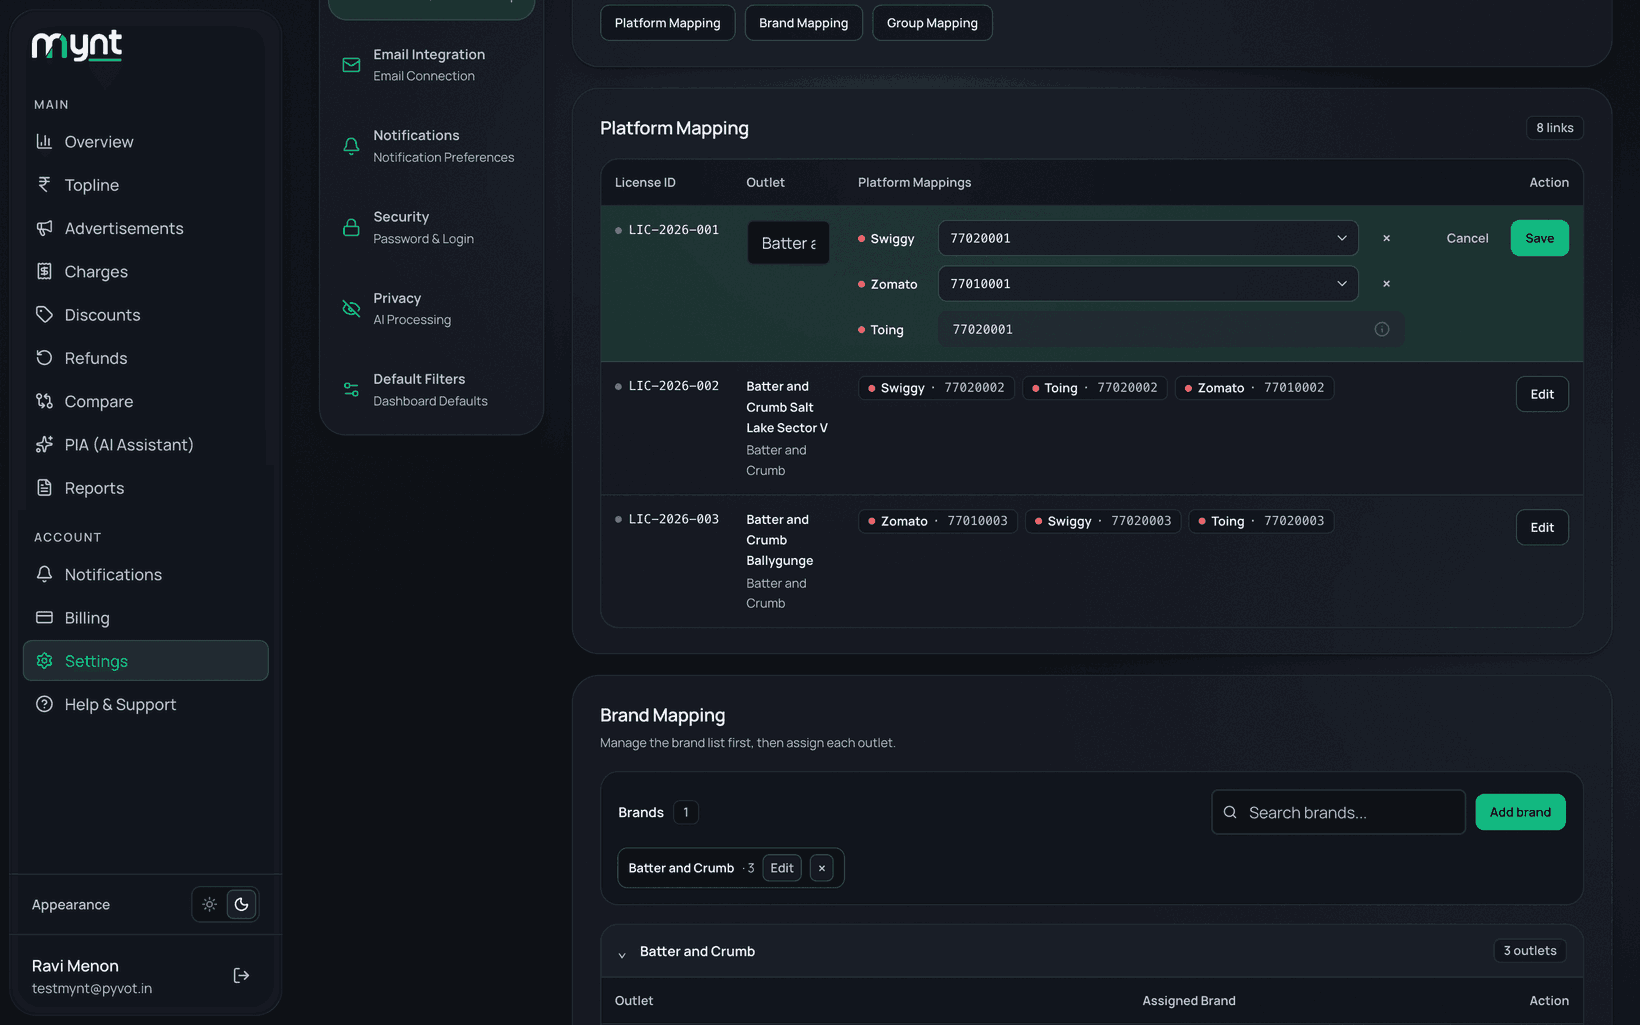 mynt
MAIN
Overview
Topline
Advertisements
Charges
Discounts
Refunds
Compare
PIA (AI Assistant)
Reports
ACCOUNT
Notifications
Billing
Settings
Help & Support
Appearance
Ravi Menon
testmynt@pyvot.in
Email Integration
Email Connection
Notifications
Notification Preferences
Security
Password & Login
Privacy
AI Processing
Default Filters
Dashboard Defaults
Platform Mapping
Brand Mapping
Group Mapping
Platform Mapping
8 links
License ID Outlet Platform Mappings Action
LIC-2026-001 Batter a Swiggy 77020001 × Cancel Save
Zomato 77010001 ×
Toing 77020001
LIC-2026-002
Batter and
Crumb Salt
Lake Sector V
Batter and
Crumb
Swiggy · 77020002 Toing · 77020002 Zomato · 77010002
Edit
LIC-2026-003
Batter and
Crumb
Ballygunge
Batter and
Crumb
Zomato · 77010003 Swiggy · 77020003 Toing · 77020003
Edit
Brand Mapping
Manage the brand list first, then assign each outlet.
Brands 1
Search brands...
Add brand
Batter and Crumb · 3 Edit ×
Batter and Crumb
3 outlets
Outlet Assigned Brand Action